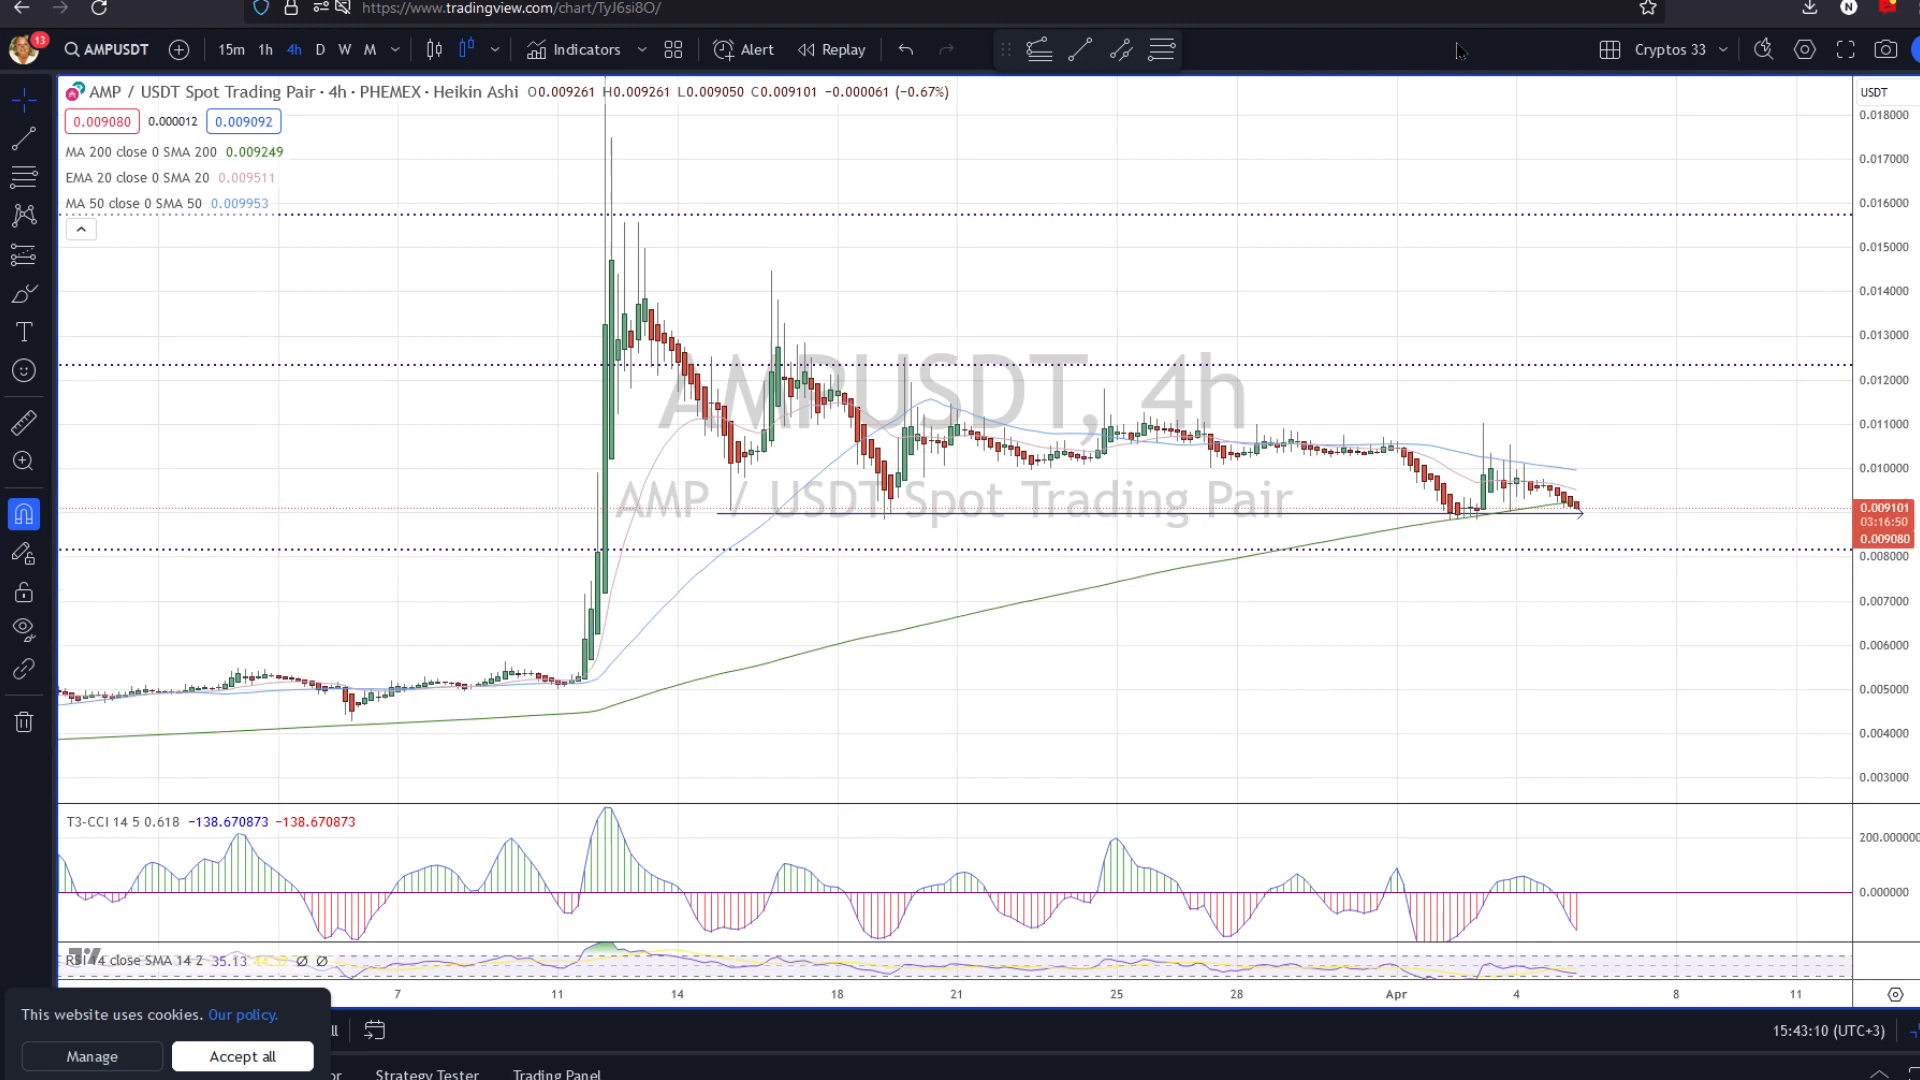 https://www.tradingview.com/chart/TyJ6si8O/
13
AMPUSDT 15m 1h 4h D W M Indicators Alert Replay Cryptos 33
AMP / USDT Spot Trading Pair · 4h · PHEMEX · Heikin Ashi O0.009261 H0.009261 L0.009050 C0.009101 −0.000061 (−0.67%)
0.009080 0.000012 0.009092
MA 200 close 0 SMA 200 0.009249
EMA 20 close 0 SMA 20 0.009511
MA 50 close 0 SMA 50 0.009953
AMPUSDT, 4h
AMP / USDT Spot Trading Pair
USDT
0.018000
0.017000
0.016000
0.015000
0.014000
0.013000
0.012000
0.011000
0.010000
0.009101
03:16:50
0.009080
0.008000
0.007000
0.006000
0.005000
0.004000
0.003000
T3-CCI 14 5 0.618 −138.670873 −138.670873
0.000000
RSI 14 close SMA 14 2 35.13 Ø Ø
7 11 14 18 21 25 28 Apr 4 8 11
15:43:10 (UTC+3)
This website uses cookies. Our policy.
Manage Accept all
Strategy Tester Trading Panel